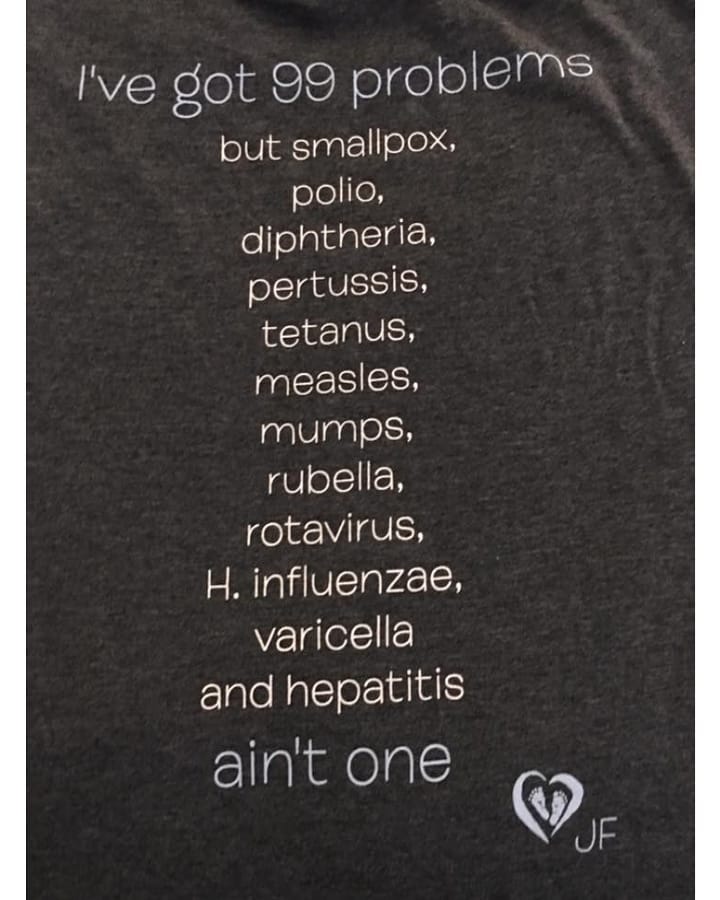 I've got 99 problems
but smallpox,
polio,
diphtheria,
pertussis,
tetanus,
measles,
mumps,
rubella,
rotavirus,
H. influenzae,
varicella
and hepatitis
ain't one
JF